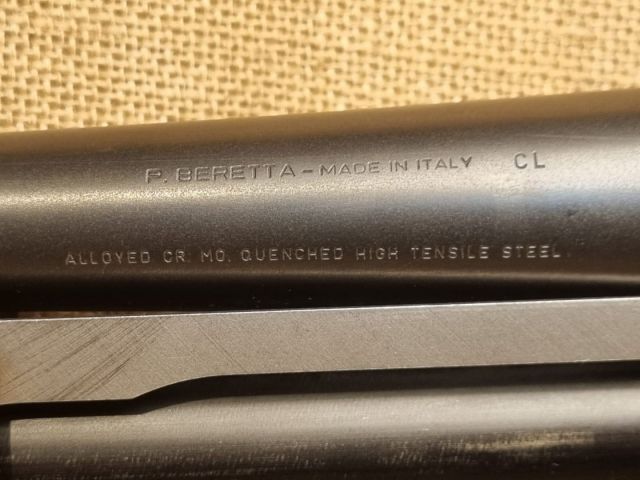 P. BERETTA - MADE IN ITALY CL
ALLOYED CR. MO. QUENCHED HIGH TENSILE STEEL.